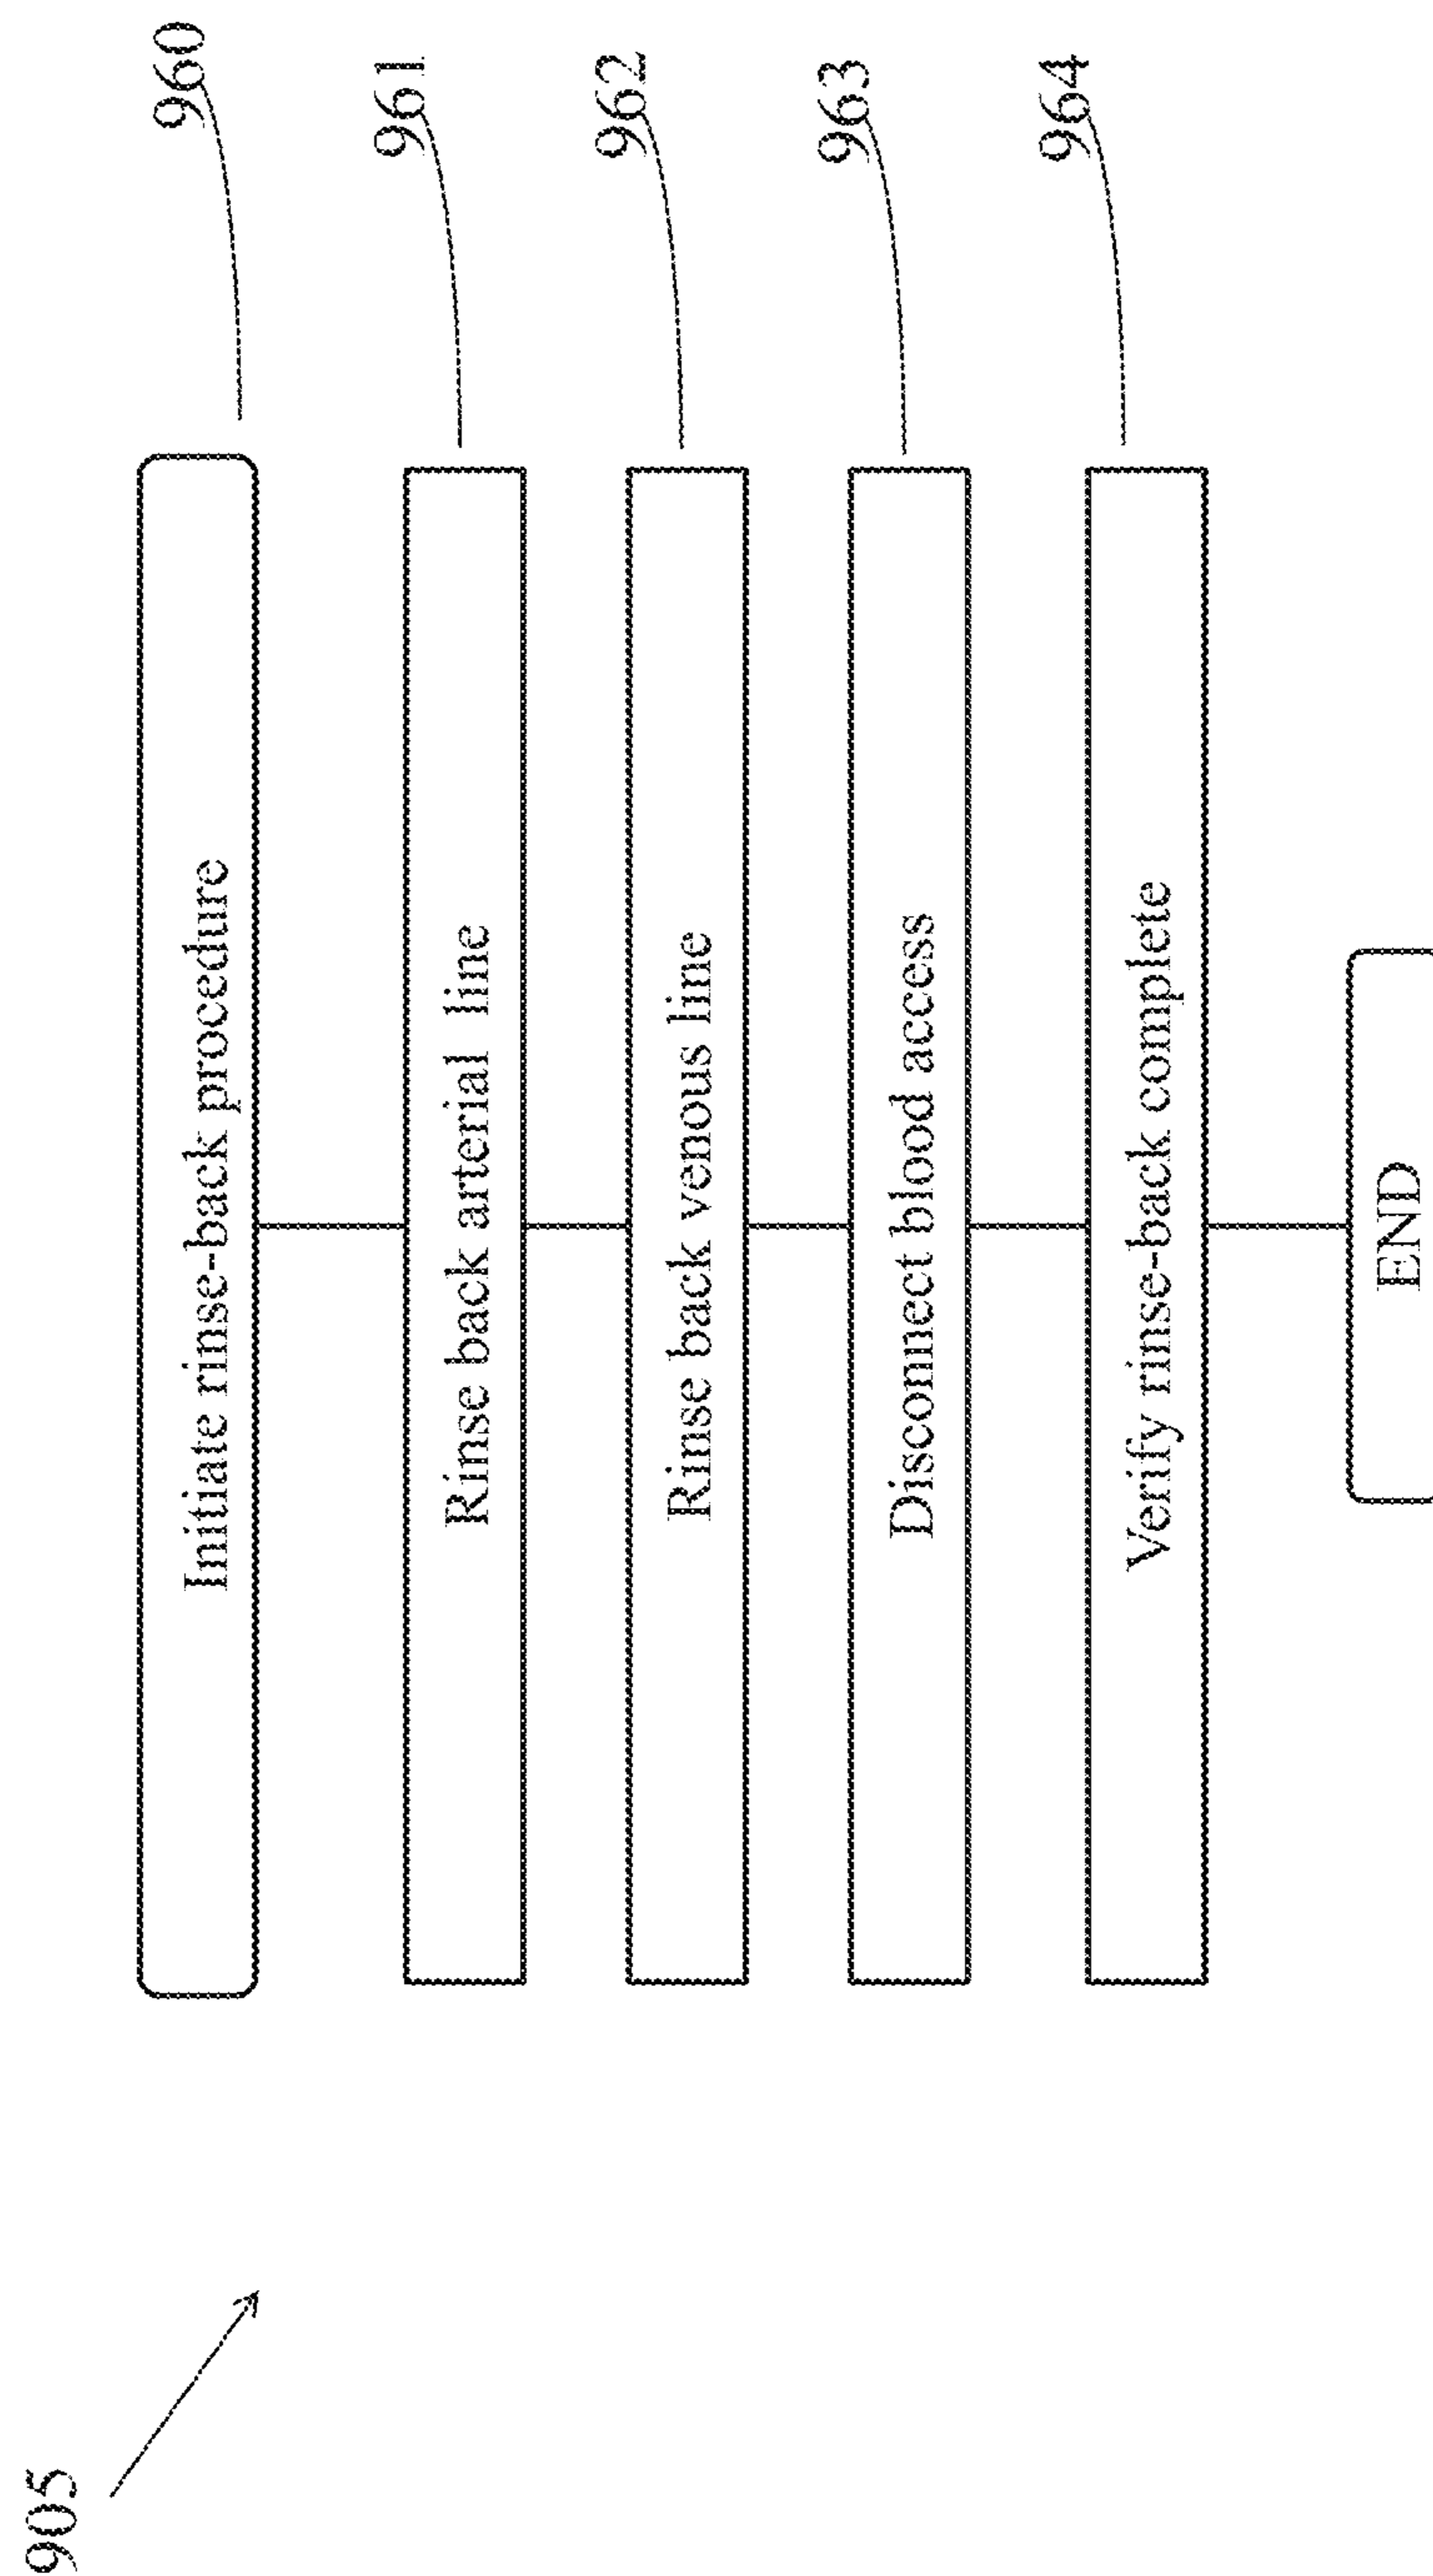 905
Initiate rinse-back procedure
960
Rinse back arterial line
961
Rinse back venous line
962
Disconnect blood access
963
Verify rinse-back complete
964
END